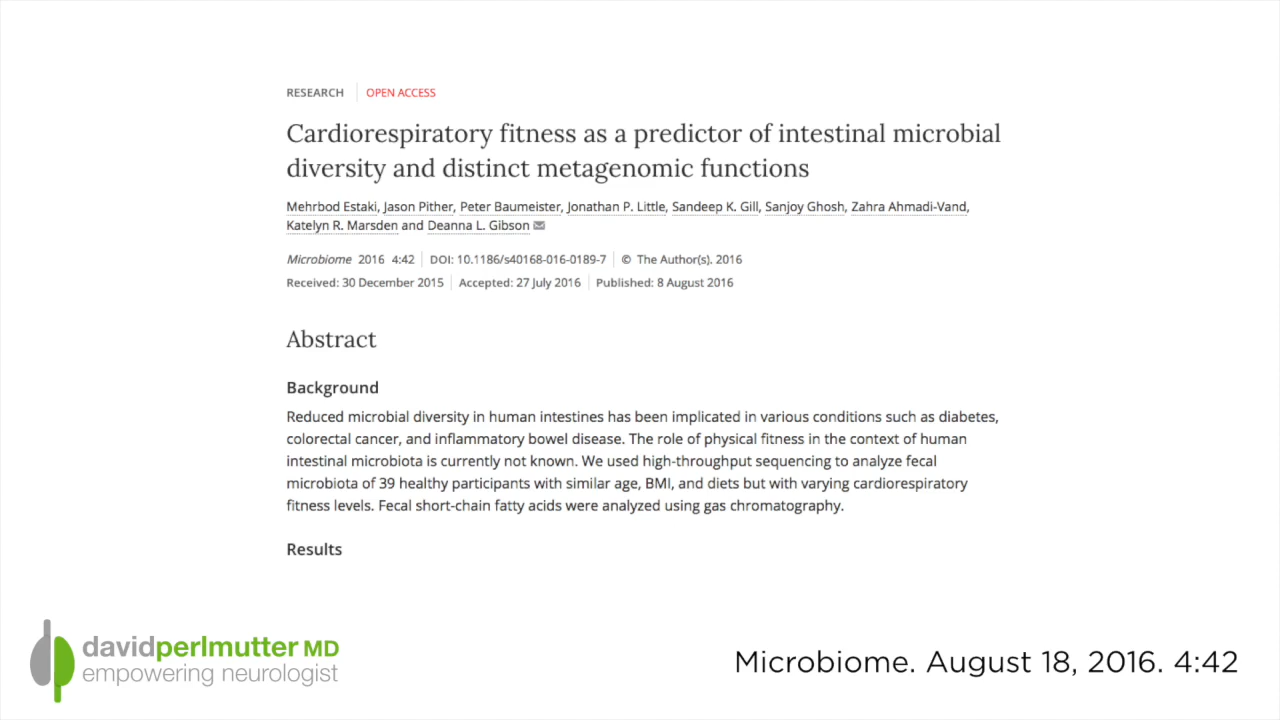 RESEARCH OPEN ACCESS
Cardiorespiratory fitness as a predictor of intestinal microbial
diversity and distinct metagenomic functions
Mehrbod Estaki, Jason Pither, Peter Baumeister, Jonathan P. Little, Sandeep K. Gill, Sanjoy Ghosh, Zahra Ahmadi-Vand,
Katelyn R. Marsden and Deanna L. Gibson
Microbiome 2016 4:42 DOI: 10.1186/s40168-016-0189-7 © The Author(s). 2016
Received: 30 December 2015 Accepted: 27 July 2016 Published: 8 August 2016
Abstract
Background
Reduced microbial diversity in human intestines has been implicated in various conditions such as diabetes,
colorectal cancer, and inflammatory bowel disease. The role of physical fitness in the context of human
intestinal microbiota is currently not known. We used high-throughput sequencing to analyze fecal
microbiota of 39 healthy participants with similar age, BMI, and diets but with varying cardiorespiratory
fitness levels. Fecal short-chain fatty acids were analyzed using gas chromatography.
Results
davidperlmutter MD
empowering neurologist
Microbiome. August 18, 2016. 4:42